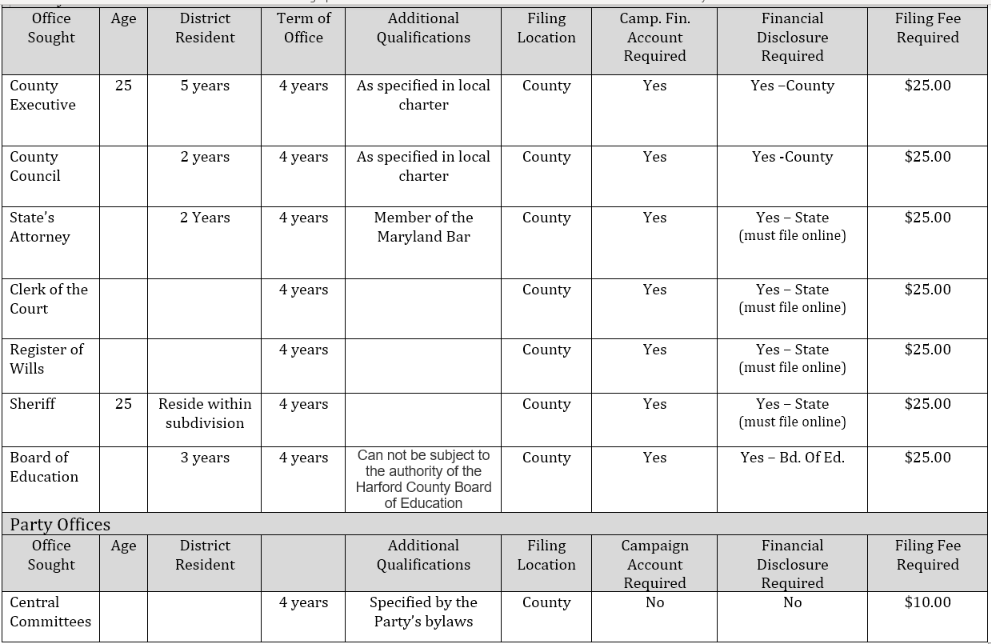 Office Sought Age District Resident Term of Office Additional Qualifications Filing Location Camp. Fin. Account Required Financial Disclosure Required Filing Fee Required
County Executive 25 5 years 4 years As specified in local charter County Yes Yes –County $25.00
County Council 2 years 4 years As specified in local charter County Yes Yes -County $25.00
State's Attorney 2 Years 4 years Member of the Maryland Bar County Yes Yes – State (must file online) $25.00
Clerk of the Court 4 years County Yes Yes – State (must file online) $25.00
Register of Wills 4 years County Yes Yes – State (must file online) $25.00
Sheriff 25 Reside within subdivision 4 years County Yes Yes – State (must file online) $25.00
Board of Education 3 years 4 years Can not be subject to the authority of the Harford County Board of Education County Yes Yes – Bd. Of Ed. $25.00
Party Offices
Office Sought Age District Resident Additional Qualifications Filing Location Campaign Account Required Financial Disclosure Required Filing Fee Required
Central Committees 4 years Specified by the Party's bylaws County No No $10.00